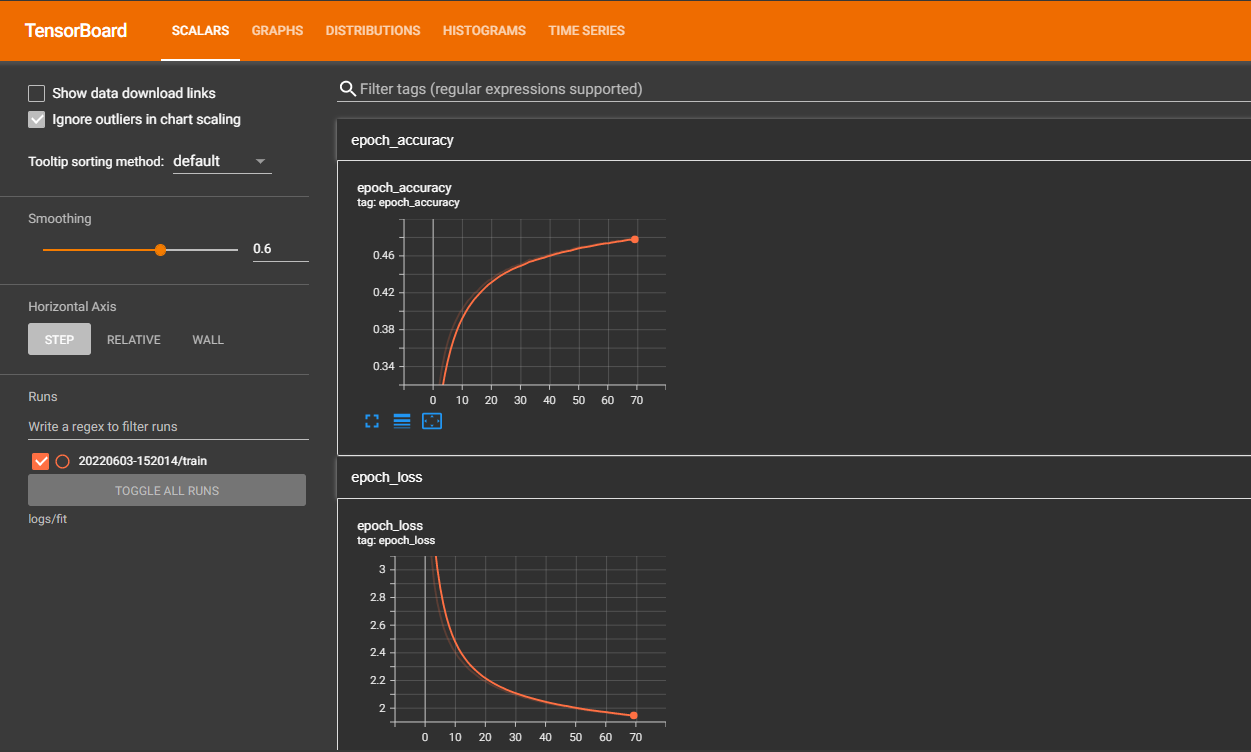 TensorBoard SCALARS GRAPHS DISTRIBUTIONS HISTOGRAMS TIME SERIES
Show data download links
Ignore outliers in chart scaling
Tooltip sorting method: default
Smoothing
0.6
Horizontal Axis
STEP RELATIVE WALL
Runs
Write a regex to filter runs
20220603-152014/train
TOGGLE ALL RUNS
logs/fit
Filter tags (regular expressions supported)
epoch_accuracy
epoch_accuracy
tag: epoch_accuracy
0.46
0.42
0.38
0.34
0 10 20 30 40 50 60 70
epoch_loss
epoch_loss
tag: epoch_loss
3
2.8
2.6
2.4
2.2
2
0 10 20 30 40 50 60 70